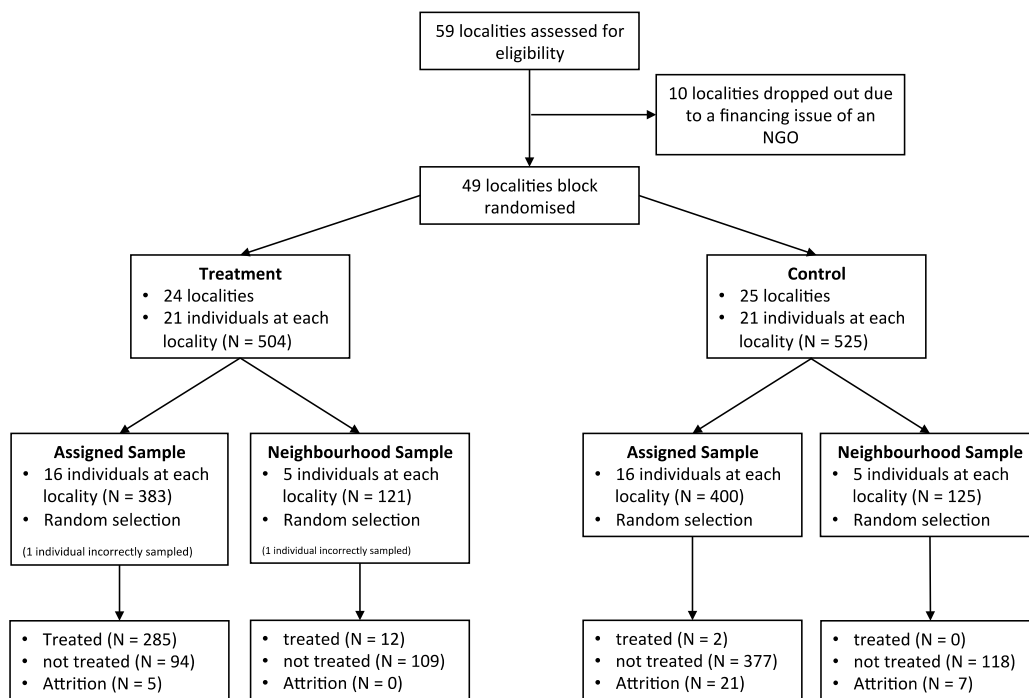 59 localities assessed for
eligibility
10 localities dropped out due
to a financing issue of an
NGO
49 localities block
randomised
Treatment
• 24 localities
• 21 individuals at each
locality (N = 504)
Control
• 25 localities
• 21 individuals at each
locality (N = 525)
Assigned Sample
• 16 individuals at each
locality (N = 383)
• Random selection
(1 individual incorrectly sampled)
Neighbourhood Sample
• 5 individuals at each
locality (N = 121)
• Random selection
(1 individual incorrectly sampled)
Assigned Sample
• 16 individuals at each
locality (N = 400)
• Random selection
Neighbourhood Sample
• 5 individuals at each
locality (N = 125)
• Random selection
• Treated (N = 285)
• not treated (N = 94)
• Attrition (N = 5)
• treated (N = 12)
• not treated (N = 109)
• Attrition (N = 0)
• treated (N = 2)
• not treated (N = 377)
• Attrition (N = 21)
• treated (N = 0)
• not treated (N = 118)
• Attrition (N = 7)